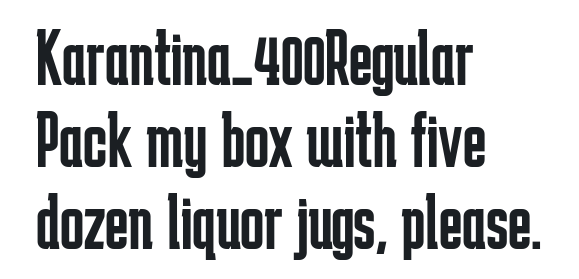 Karantina_400Regular
Pack my box with five
dozen liquor jugs, please.